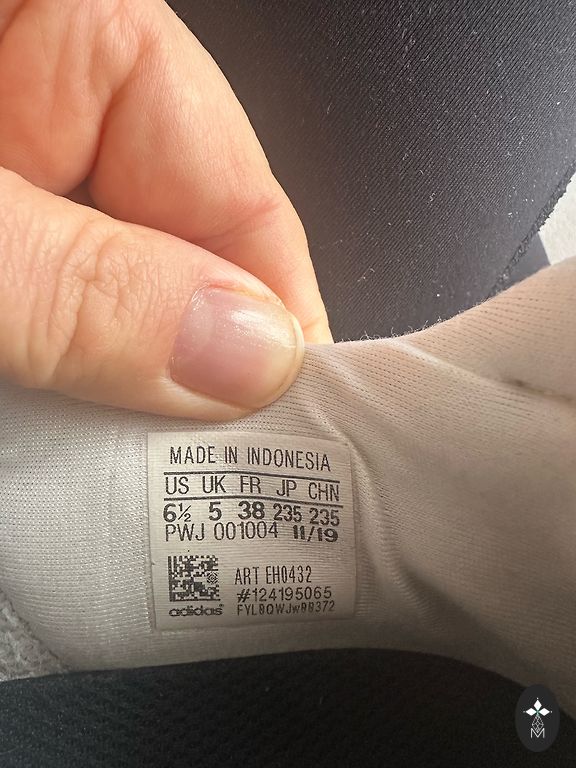 MADE IN INDONESIA
US UK FR JP CHN
6½ 5 38 235 235
PWJ 001004 11/19
ART EH0432
#124195065
adidas
M